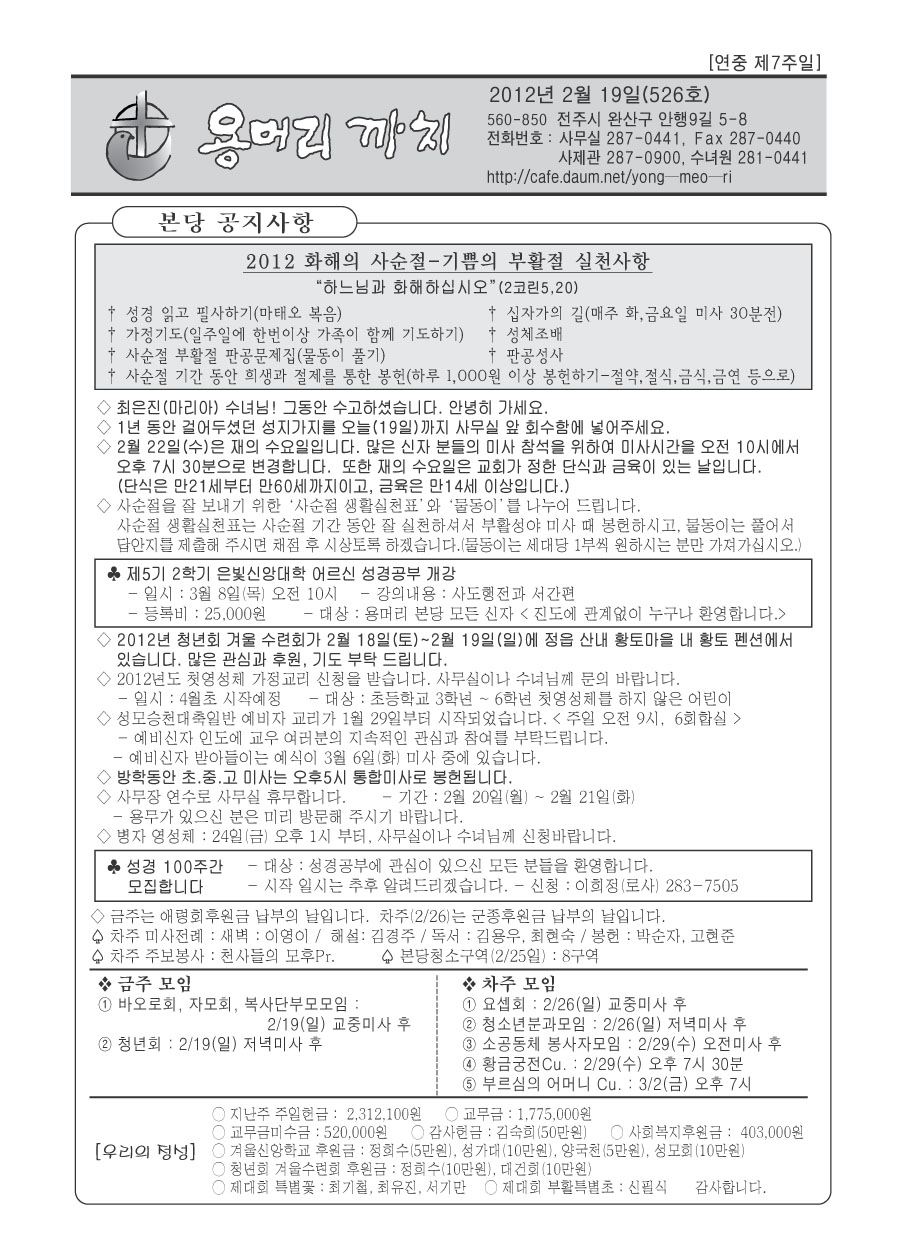 [연중 제7주일]
용머리 까치
2012년 2월 19일(526호)
560-850 전주시 완산구 안행9길 5-8
전화번호 : 사무실 287-0441, Fax 287-0440
사제관 287-0900, 수녀원 281-0441
http://cafe.daum.net/yong─meo─ri
본당 공지사항
2012 화해의 사순절-기쁨의 부활절 실천사항
“하느님과 화해하십시오”(2코린5,20)
† 성경 읽고 필사하기(마태오 복음) † 십자가의 길(매주 화,금요일 미사 30분전)
† 가정기도(일주일에 한번이상 가족이 함께 기도하기) † 성체조배
† 사순절 부활절 판공문제집(물동이 풀기) † 판공성사
† 사순절 기간 동안 희생과 절제를 통한 봉헌(하루 1,000원 이상 봉헌하기-절약,절식,금식,금연 등으로)
◇ 최은진(마리아) 수녀님! 그동안 수고하셨습니다. 안녕히 가세요.
◇ 1년 동안 걸어두셨던 성지가지를 오늘(19일)까지 사무실 앞 회수함에 넣어주세요.
◇ 2월 22일(수)은 재의 수요일입니다. 많은 신자 분들의 미사 참석을 위하여 미사시간을 오전 10시에서
오후 7시 30분으로 변경합니다. 또한 재의 수요일은 교회가 정한 단식과 금육이 있는 날입니다.
(단식은 만21세부터 만60세까지이고, 금육은 만14세 이상입니다.)
◇ 사순절을 잘 보내기 위한 ‘사순절 생활실천표’와 ‘물동이’를 나누어 드립니다.
사순절 생활실천표는 사순절 기간 동안 잘 실천하셔서 부활성야 미사 때 봉헌하시고, 물동이는 풀어서
답안지를 제출해 주시면 채점 후 시상토록 하겠습니다.(물동이는 세대당 1부씩 원하시는 분만 가져가십시오.)
♣ 제5기 2학기 은빛신앙대학 어르신 성경공부 개강
- 일시 : 3월 8일(목) 오전 10시 - 강의내용 : 사도행전과 서간편
- 등록비 : 25,000원 - 대상 : 용머리 본당 모든 신자 < 진도에 관계없이 누구나 환영합니다.>
◇ 2012년 청년회 겨울 수련회가 2월 18일(토)~2월 19일(일)에 정읍 산내 황토마을 내 황토 펜션에서
있습니다. 많은 관심과 후원, 기도 부탁 드립니다.
◇ 2012년도 첫영성체 가정교리 신청을 받습니다. 사무실이나 수녀님께 문의 바랍니다.
- 일시 : 4월초 시작예정 - 대상 : 초등학교 3학년 ~ 6학년 첫영성체를 하지 않은 어린이
◇ 성모승천대축일반 예비자 교리가 1월 29일부터 시작되었습니다. < 주일 오전 9시, 6회합실 >
- 예비신자 인도에 교우 여러분의 지속적인 관심과 참여를 부탁드립니다.
- 예비신자 받아들이는 예식이 3월 6일(화) 미사 중에 있습니다.
◇ 방학동안 초.중.고 미사는 오후5시 통합미사로 봉헌됩니다.
◇ 사무장 연수로 사무실 휴무합니다. - 기간 : 2월 20일(월) ~ 2월 21일(화)
- 용무가 있으신 분은 미리 방문해 주시기 바랍니다.
◇ 병자 영성체 : 24일(금) 오후 1시 부터, 사무실이나 수녀님께 신청바랍니다.
♣ 성경 100주간 - 대상 : 성경공부에 관심이 있으신 모든 분들을 환영합니다.
모집합니다 - 시작 일시는 추후 알려드리겠습니다. - 신청 : 이희정(로사) 283-7505
◇ 금주는 애령회후원금 납부의 날입니다. 차주(2/26)는 군종후원금 납부의 날입니다.
♤ 차주 미사전례 : 새벽 : 이영이 / 해설: 김경주 / 독서 : 김용우, 최현숙 / 봉헌 : 박순자, 고현준
♤ 차주 주보봉사 : 천사들의 모후Pr. ♤ 본당청소구역(2/25일) : 8구역
❖ 금주 모임
① 바오로회, 자모회, 복사단부모모임 :
2/19(일) 교중미사 후
② 청년회 : 2/19(일) 저녁미사 후
❖ 차주 모임
① 요셉회 : 2/26(일) 교중미사 후
② 청소년분과모임 : 2/26(일) 저녁미사 후
③ 소공동체 봉사자모임 : 2/29(수) 오전미사 후
④ 황금궁전Cu. : 2/29(수) 오후 7시 30분
⑤ 부르심의 어머니 Cu. : 3/2(금) 오후 7시
[우리의 정성]
○ 지난주 주일헌금 : 2,312,100원 ○ 교무금 : 1,775,000원
○ 교무금미수금 : 520,000원 ○ 감사헌금 : 김숙희(50만원) ○ 사회복지후원금 : 403,000원
○ 겨울신앙학교 후원금 : 정희수(5만원), 성가대(10만원), 양국천(5만원), 성모회(10만원)
○ 청년회 겨울수련회 후원금 : 정희수(10만원), 대건회(10만원)
○ 제대회 특별꽃 : 최기철, 최유진, 서기만 ○ 제대회 부활특별초 : 신필식 감사합니다.